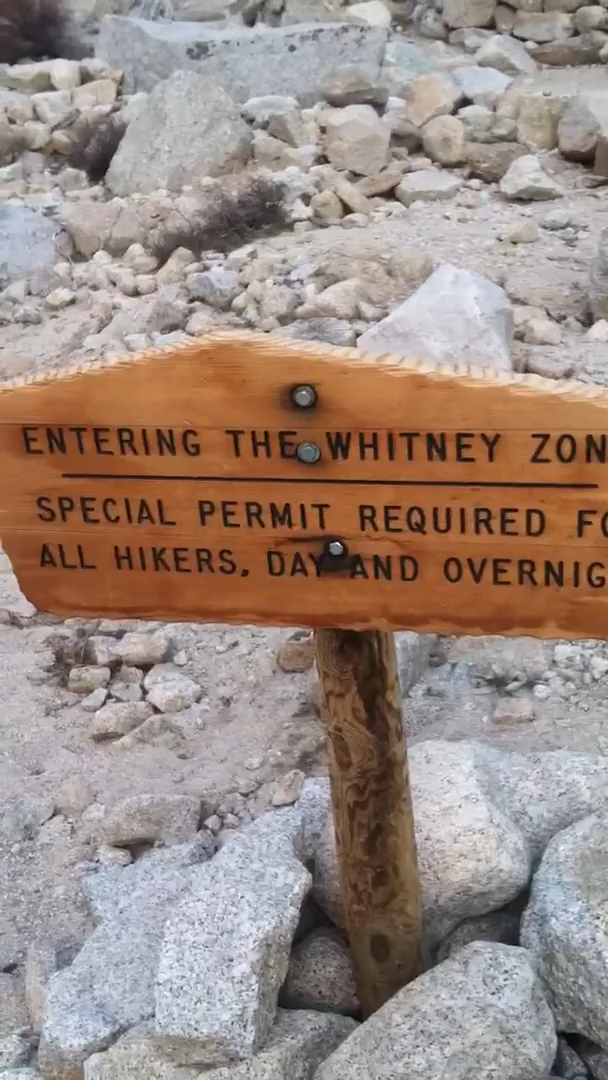 ENTERING THE WHITNEY ZON
SPECIAL PERMIT REQUIRED FO
ALL HIKERS, DAY AND OVERNIG